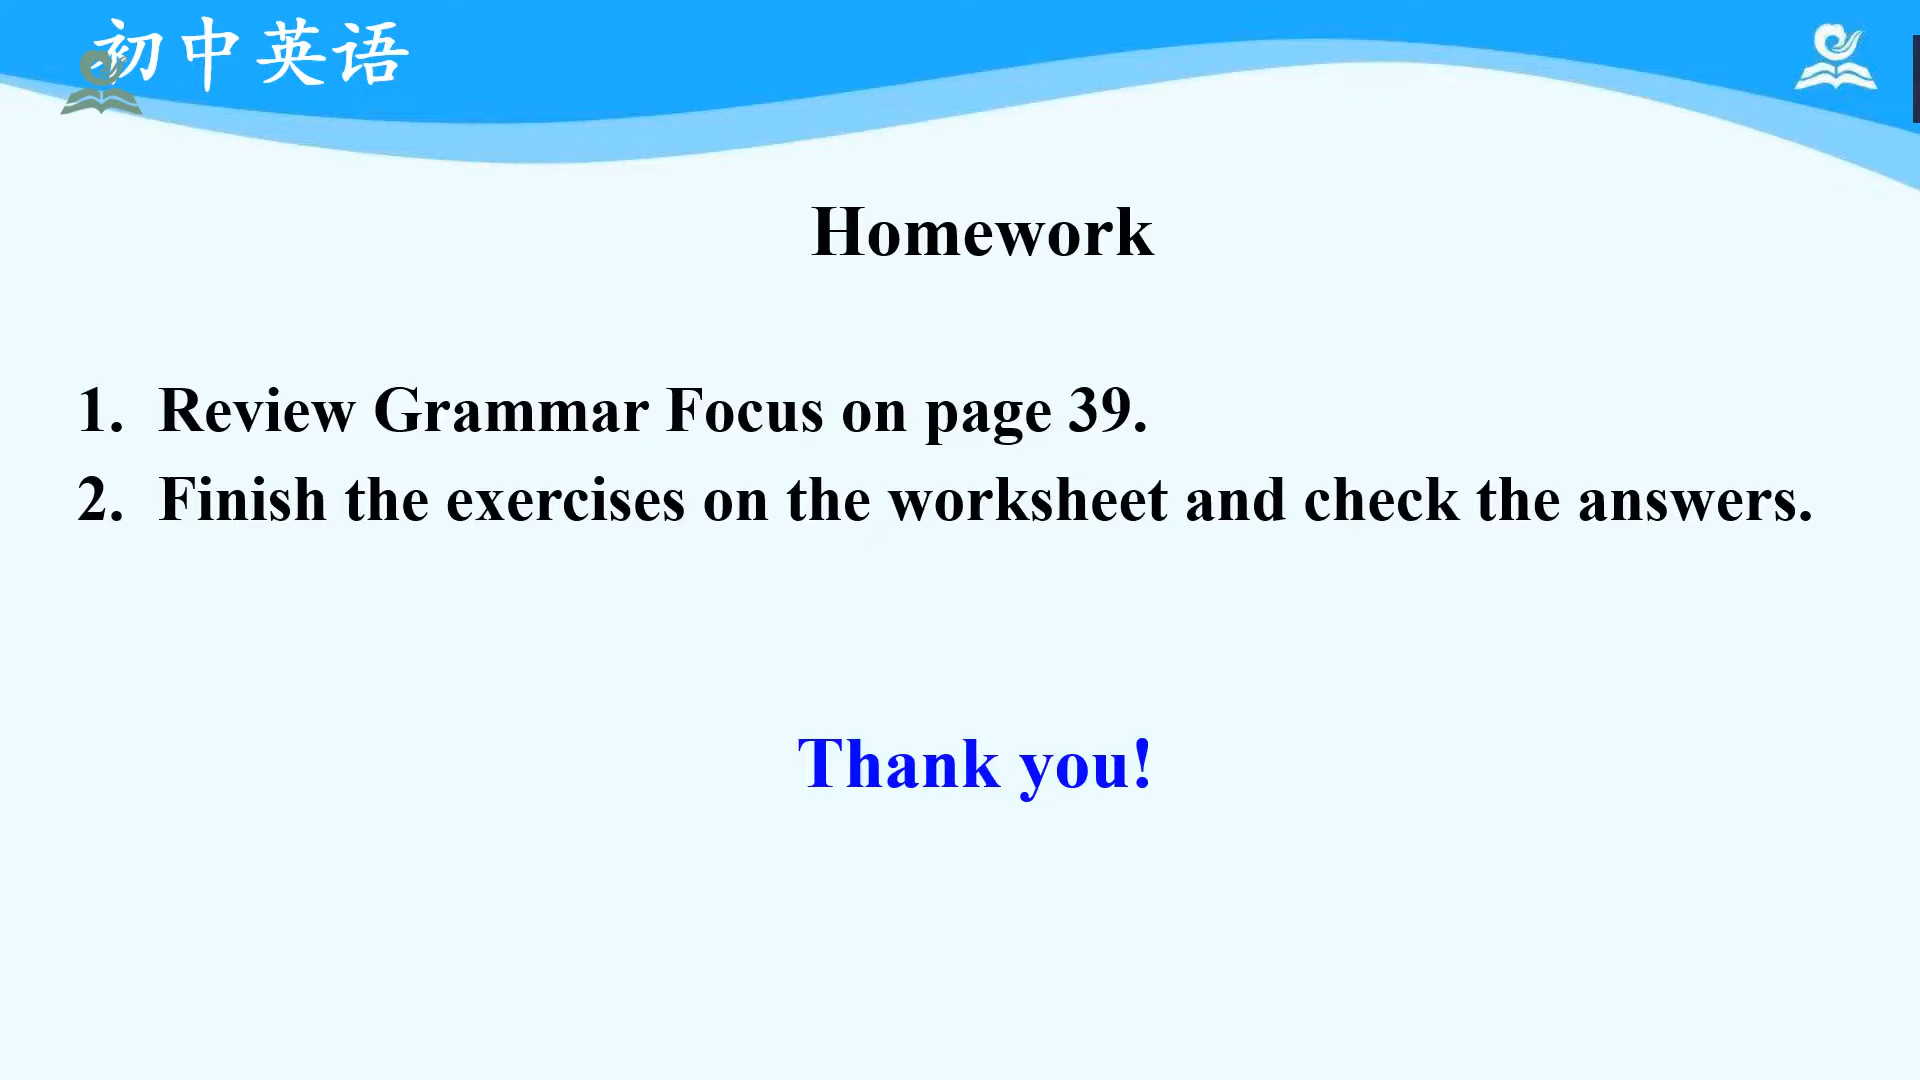 初中英语
Homework
1. Review Grammar Focus on page 39.
2. Finish the exercises on the worksheet and check the answers.
Thank you!